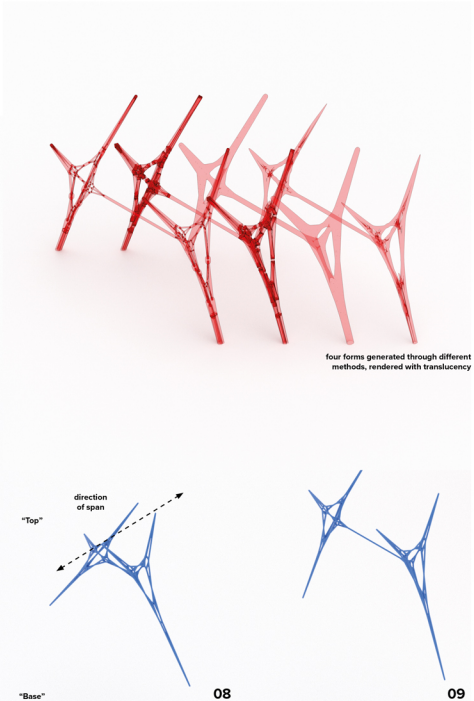 four forms generated through different
methods, rendered with translucency
direction
of span
“Top”
“Base”
08
09